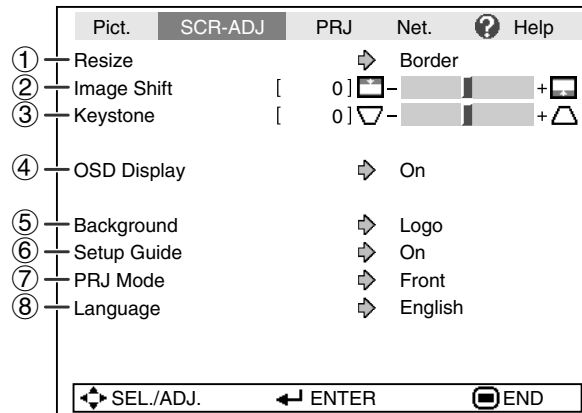 Pict. SCR-ADJ PRJ Net. ? Help
① Resize Border
② Image Shift [ 0 ] − +
③ Keystone [ 0 ] − +
④ OSD Display On
⑤ Background Logo
⑥ Setup Guide On
⑦ PRJ Mode Front
⑧ Language English
SEL./ADJ. ENTER END